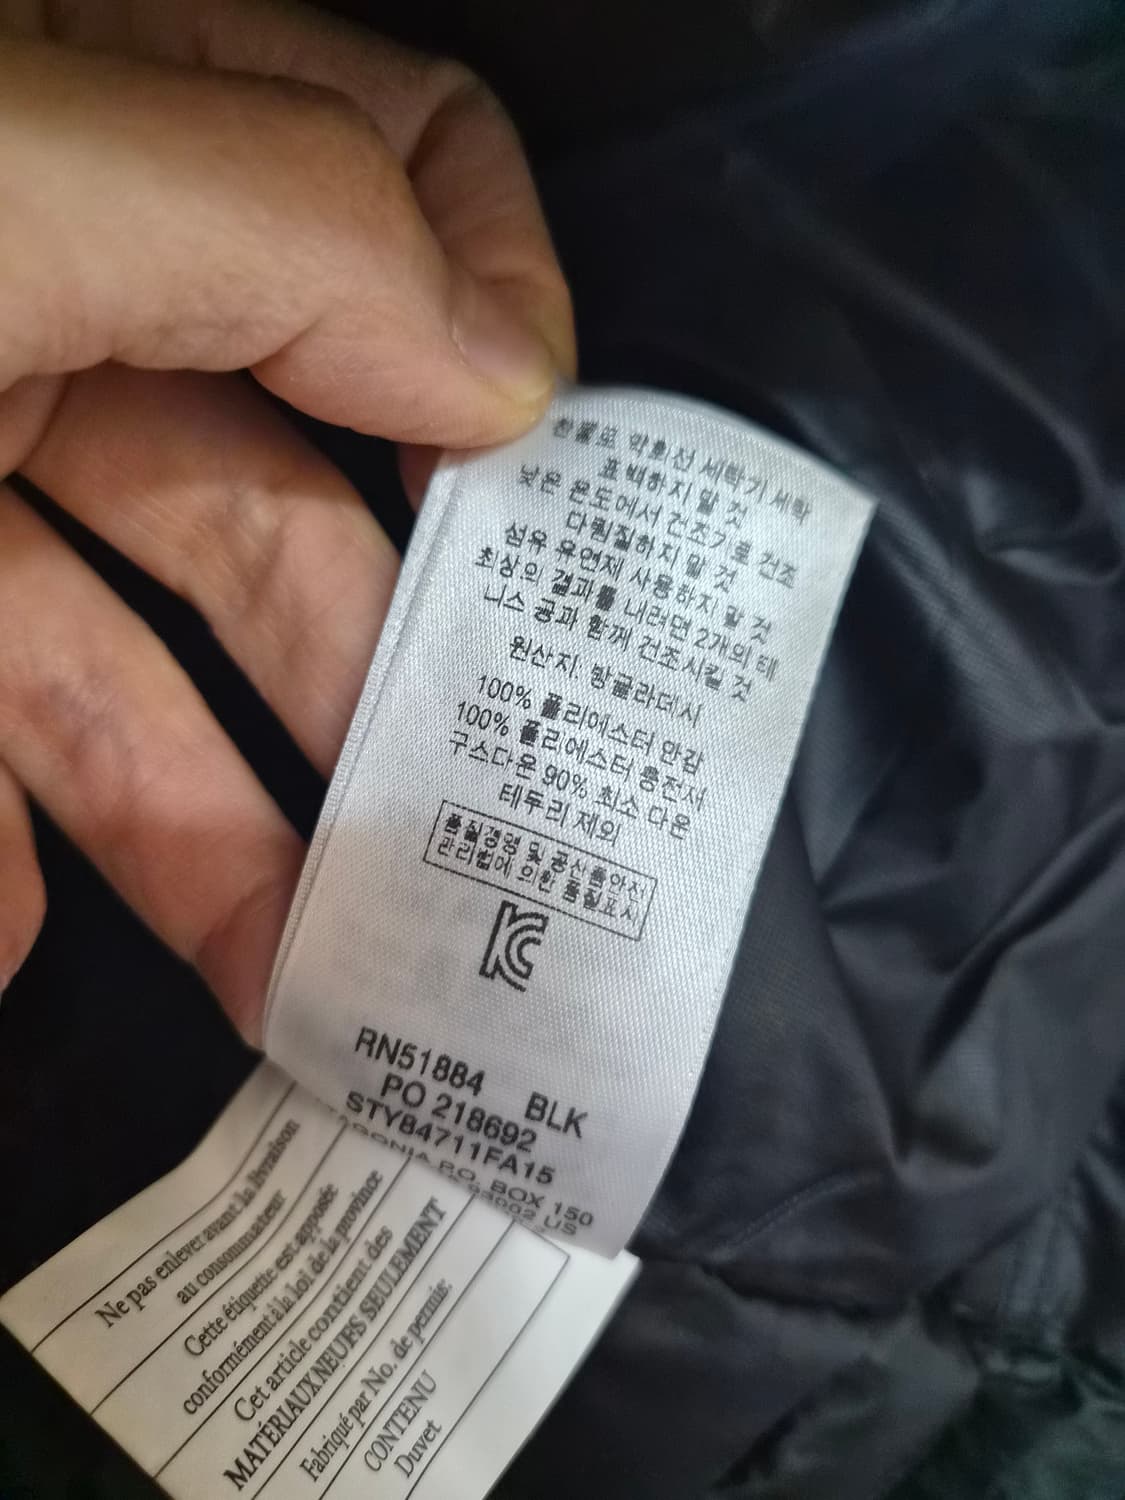 찬물로 약회전 세탁기 세탁
표백하지 말 것
낮은 온도에서 건조기로 건조
다림질하지 말 것
섬유 유연제 사용하지 말 것
최상의 결과를 내려면 2개의 테
니스 공과 함께 건조시킬 것
원산지. 방글라데시
100% 폴리에스터 안감
100% 폴리에스터 충전재
구스다운 90% 최소 다운
테두리 제외
품질경영 및 공산품안전
관리법에 의한 품질표시
RN51884 BLK
PO 218692
STY84711FA15
P.O. BOX 150
US
Ne pas enlever avant la livraison
au consommateur
Cette étiquette est apposée
conformément à la loi de la province
Cet article contient des
MATÉRIAUX NEUFS SEULEMENT
Fabriqué par No. de permis:
CONTENU
Duvet